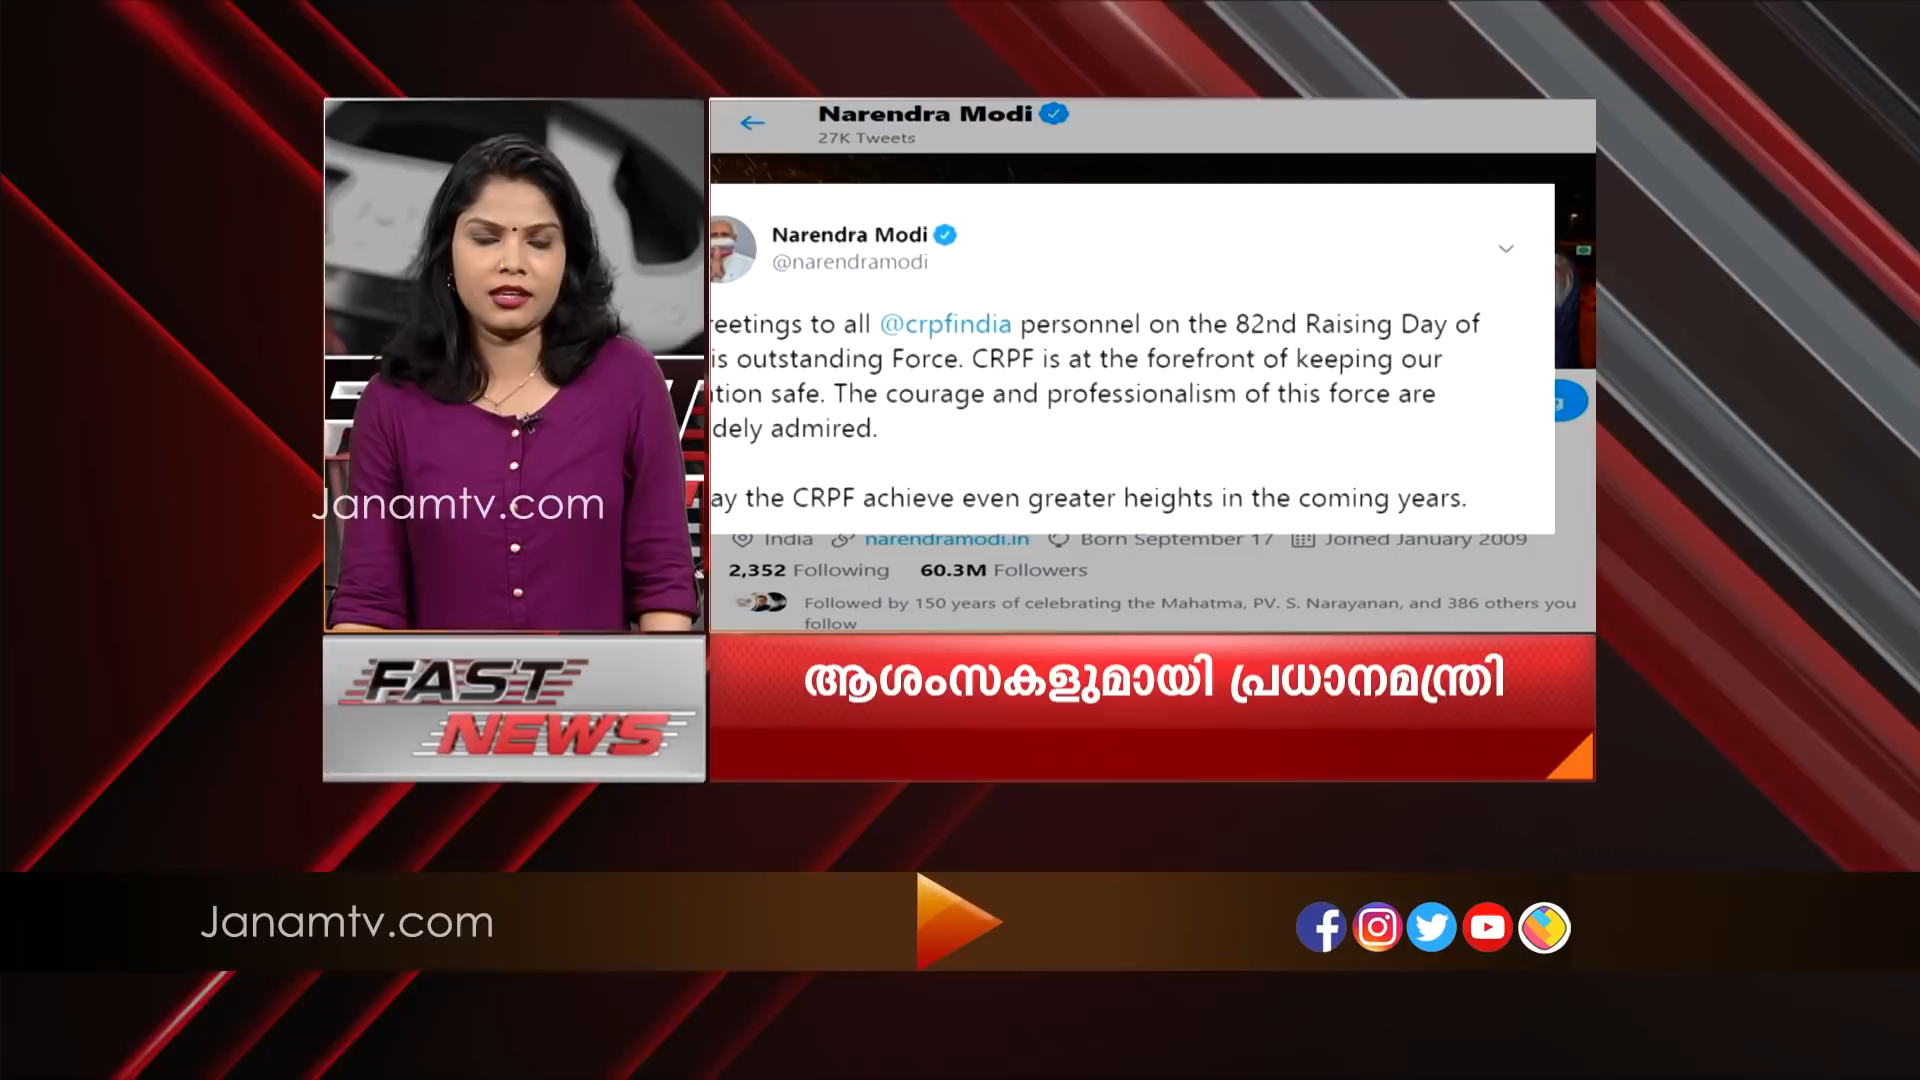 Narendra Modi
27K Tweets
Narendra Modi
@narendramodi
reetings to all @crpfindia personnel on the 82nd Raising Day of
is outstanding Force. CRPF is at the forefront of keeping our
tion safe. The courage and professionalism of this force are
dely admired.
ay the CRPF achieve even greater heights in the coming years.
India narendramodi.in Born September 17 Joined January 2009
2,352 Following 60.3M Followers
Followed by 150 years of celebrating the Mahatma, PV. S. Narayanan, and 386 others you
follow
Janamtv.com
FAST
NEWS
ആശംസകളുമായി പ്രധാനമന്ത്രി
Janamtv.com